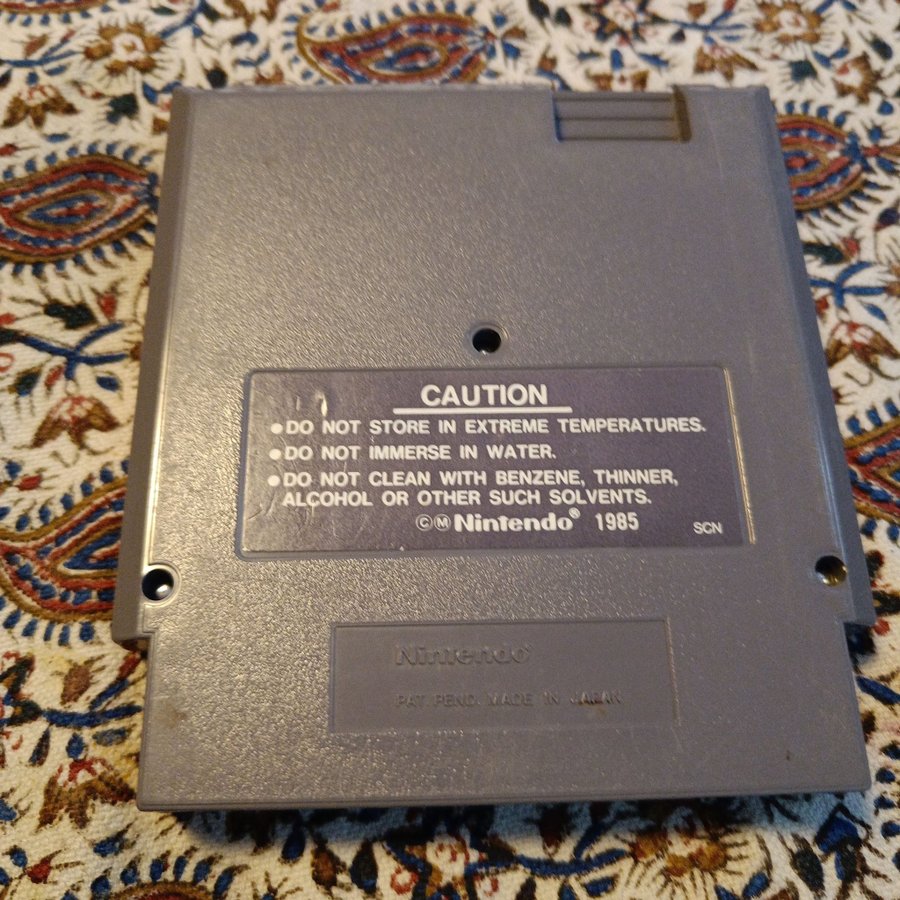 CAUTION
●DO NOT STORE IN EXTREME TEMPERATURES.
●DO NOT IMMERSE IN WATER.
●DO NOT CLEAN WITH BENZENE, THINNER,
ALCOHOL OR OTHER SUCH SOLVENTS.
©Ⓜ Nintendo® 1985 SCN
Nintendo
PAT. PEND. MADE IN JAPAN